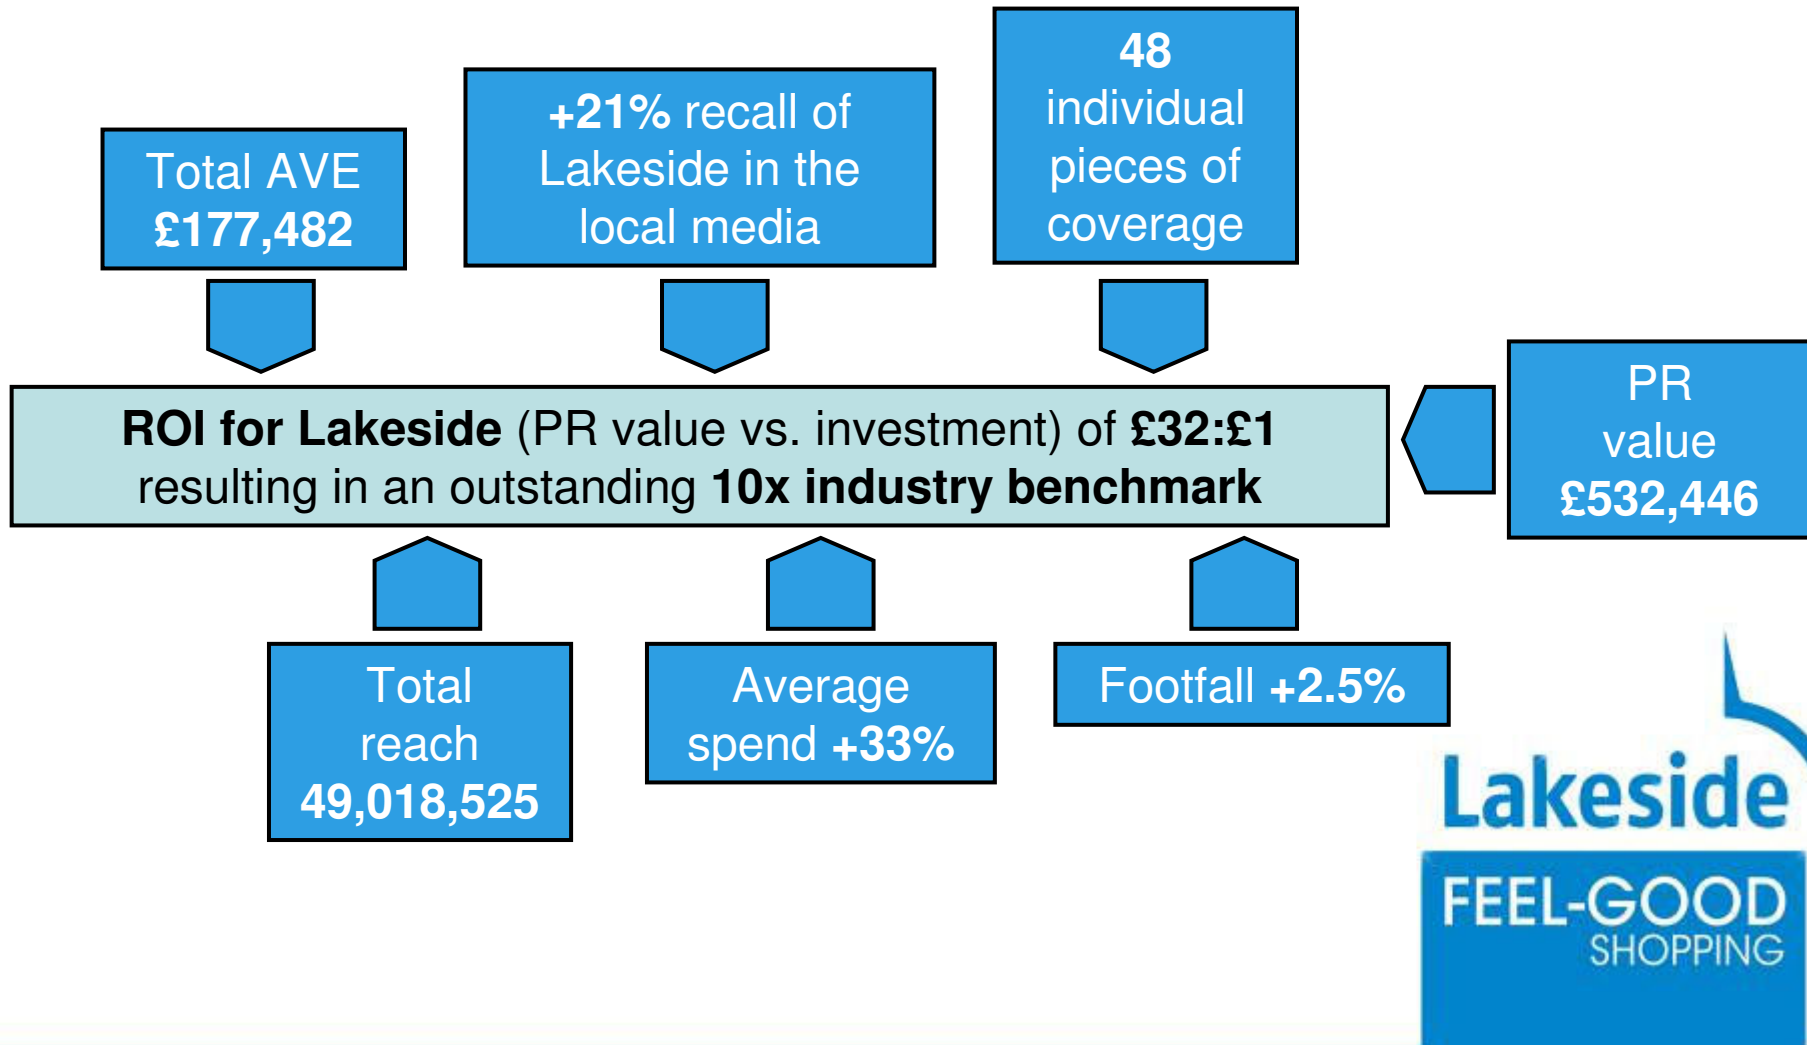 Total AVE
£177,482
+21% recall of
Lakeside in the
local media
48
individual
pieces of
coverage
ROI for Lakeside (PR value vs. investment) of £32:£1
resulting in an outstanding 10x industry benchmark
PR
value
£532,446
Total
reach
49,018,525
Average
spend +33%
Footfall +2.5%
Lakeside
FEEL-GOOD
SHOPPING